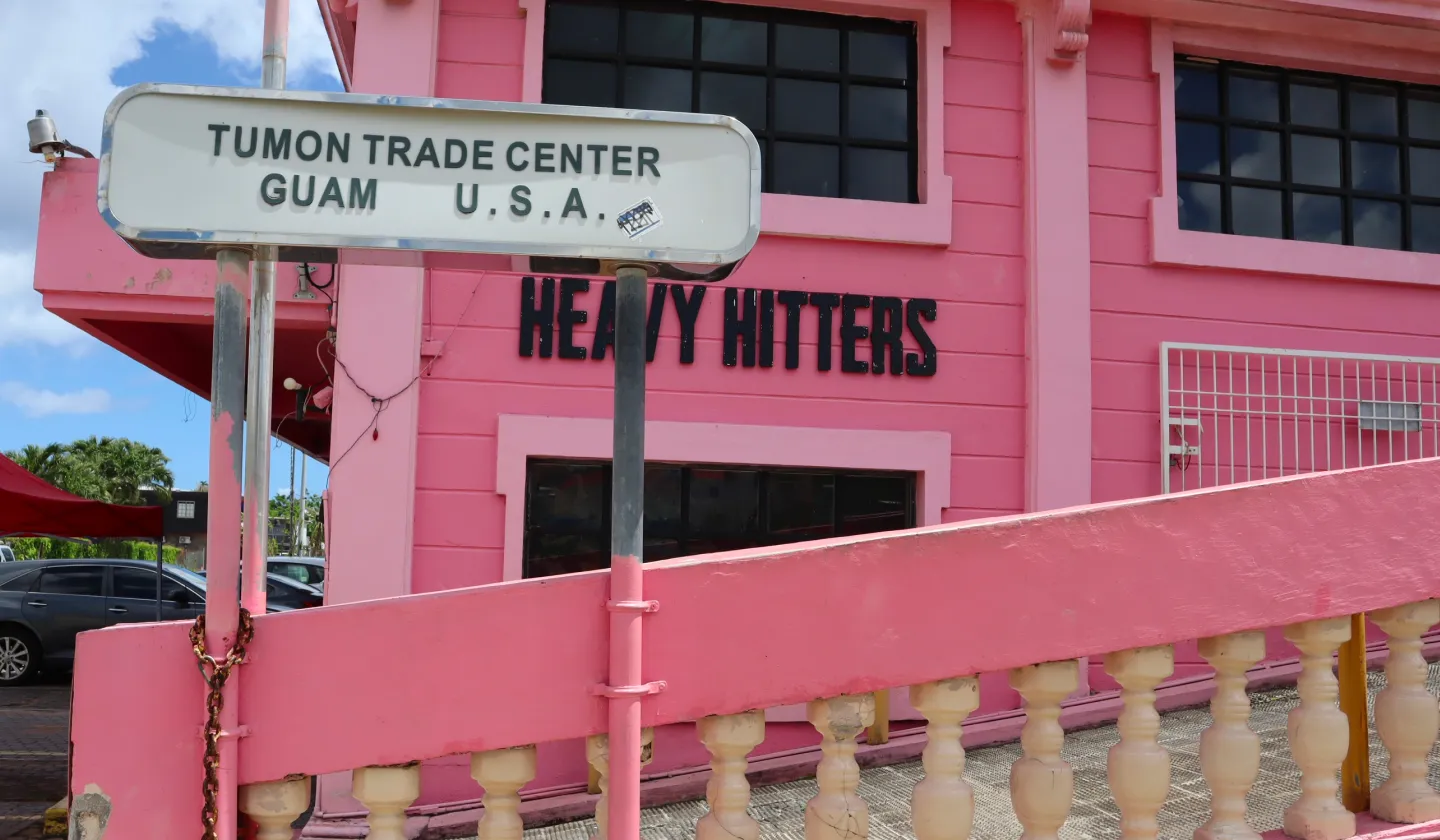 TUMON TRADE CENTER
GUAM U.S.A.
HEAVY HITTERS